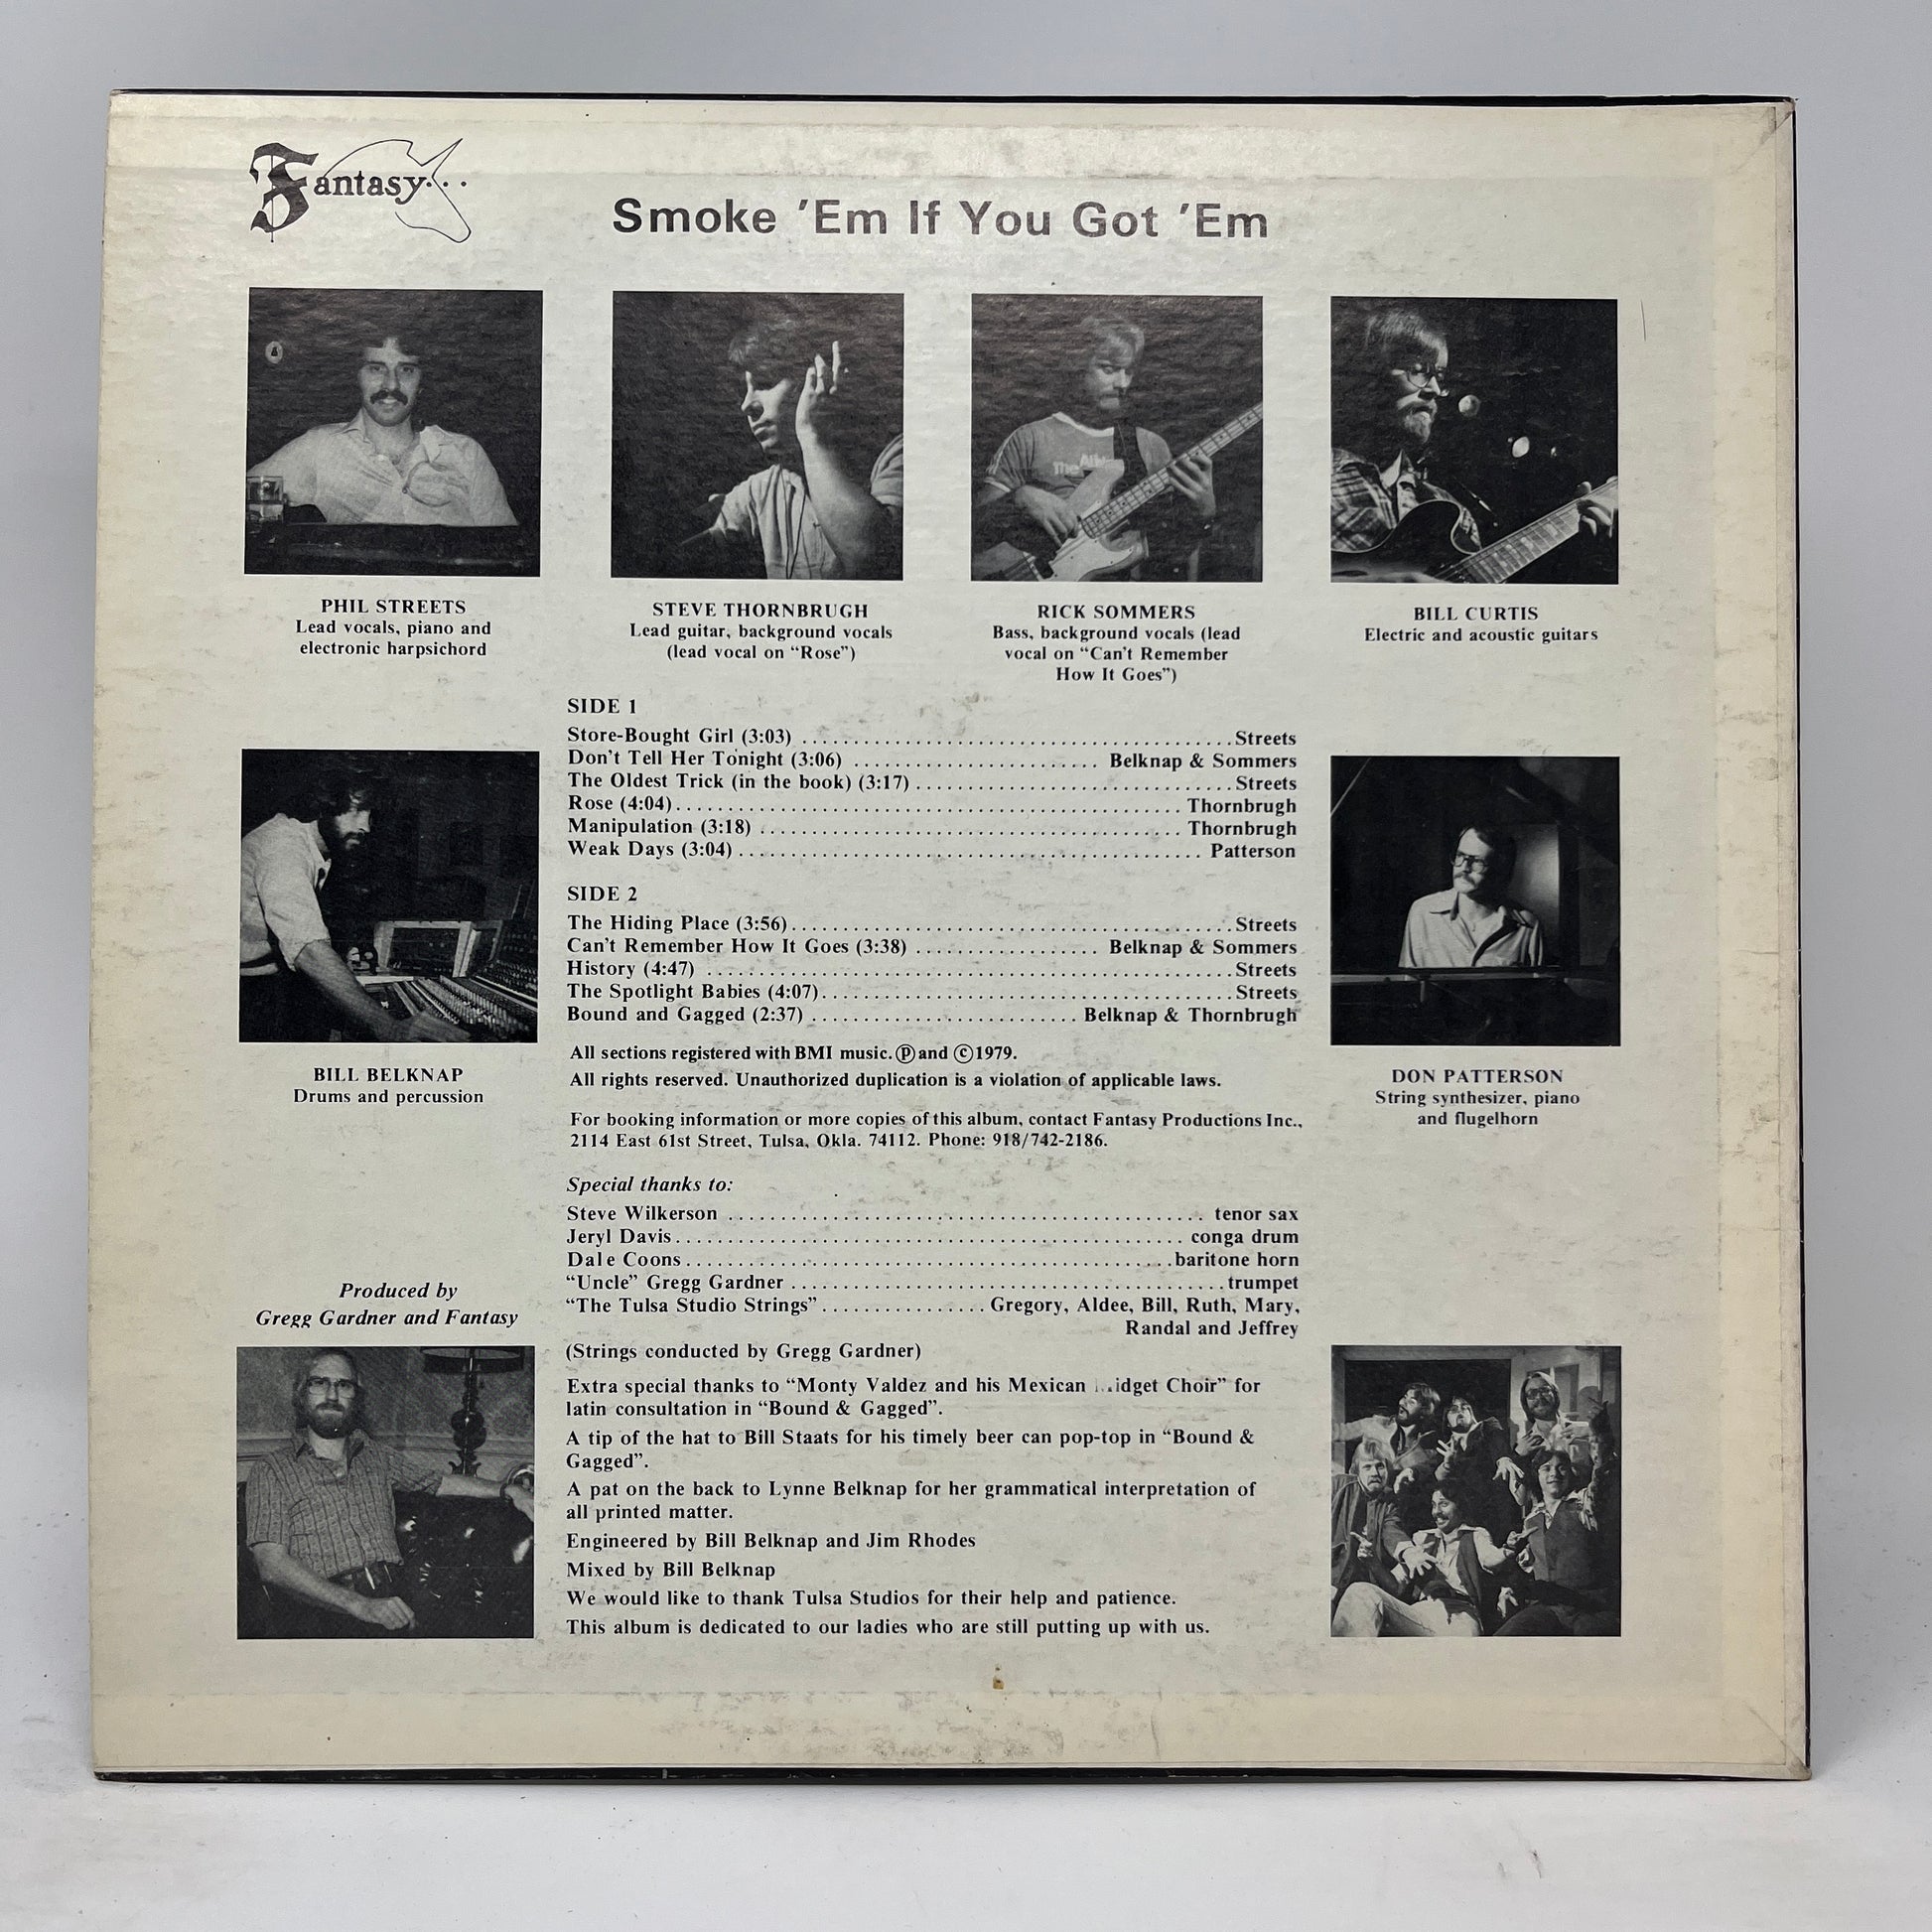 Fantasy...
Smoke 'Em If You Got 'Em
PHIL STREETS
Lead vocals, piano and
electronic harpsichord
STEVE THORNBRUGH
Lead guitar, background vocals
(lead vocal on “Rose”)
RICK SOMMERS
Bass, background vocals (lead
vocal on “Can't Remember
How It Goes”)
BILL CURTIS
Electric and acoustic guitars
SIDE 1
Store-Bought Girl (3:03) ........ Streets
Don't Tell Her Tonight (3:06) ........ Belknap & Sommers
The Oldest Trick (in the book) (3:17) ........ Streets
Rose (4:04) ........ Thornbrugh
Manipulation (3:18) ........ Thornbrugh
Weak Days (3:04) ........ Patterson
SIDE 2
The Hiding Place (3:56) ........ Streets
Can't Remember How It Goes (3:38) ........ Belknap & Sommers
History (4:47) ........ Streets
The Spotlight Babies (4:07) ........ Streets
Bound and Gagged (2:37) ........ Belknap & Thornbrugh
BILL BELKNAP
Drums and percussion
DON PATTERSON
String synthesizer, piano
and flugelhorn
All sections registered with BMI music. ℗ and © 1979.
All rights reserved. Unauthorized duplication is a violation of applicable laws.
For booking information or more copies of this album, contact Fantasy Productions Inc.,
2114 East 61st Street, Tulsa, Okla. 74112. Phone: 918/742-2186.
Special thanks to:
Steve Wilkerson ........ tenor sax
Jeryl Davis ........ conga drum
Dale Coons ........ baritone horn
“Uncle” Gregg Gardner ........ trumpet
“The Tulsa Studio Strings” ........ Gregory, Aldee, Bill, Ruth, Mary,
Randal and Jeffrey
(Strings conducted by Gregg Gardner)
Extra special thanks to “Monty Valdez and his Mexican Midget Choir” for
latin consultation in “Bound & Gagged”.
A tip of the hat to Bill Staats for his timely beer can pop-top in “Bound &
Gagged”.
A pat on the back to Lynne Belknap for her grammatical interpretation of
all printed matter.
Engineered by Bill Belknap and Jim Rhodes
Mixed by Bill Belknap
We would like to thank Tulsa Studios for their help and patience.
This album is dedicated to our ladies who are still putting up with us.
Produced by
Gregg Gardner and Fantasy